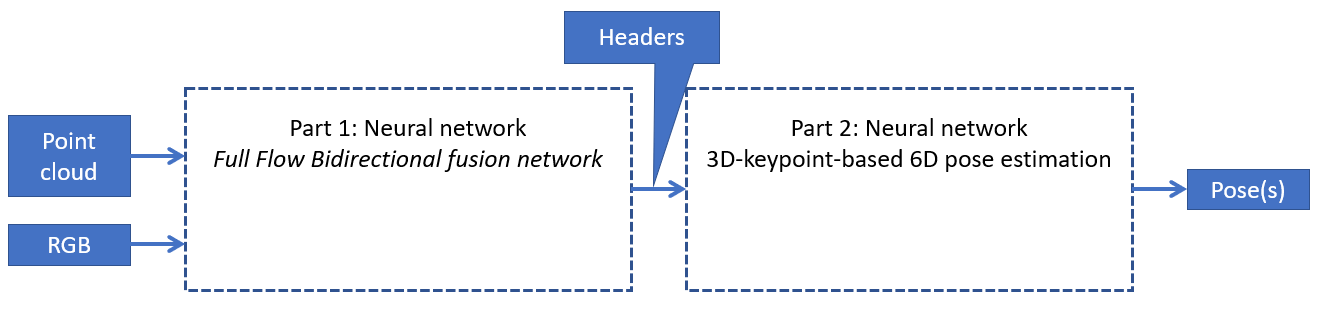 Headers
Point
cloud
RGB
Part 1: Neural network
Full Flow Bidirectional fusion network
Part 2: Neural network
3D-keypoint-based 6D pose estimation
Pose(s)